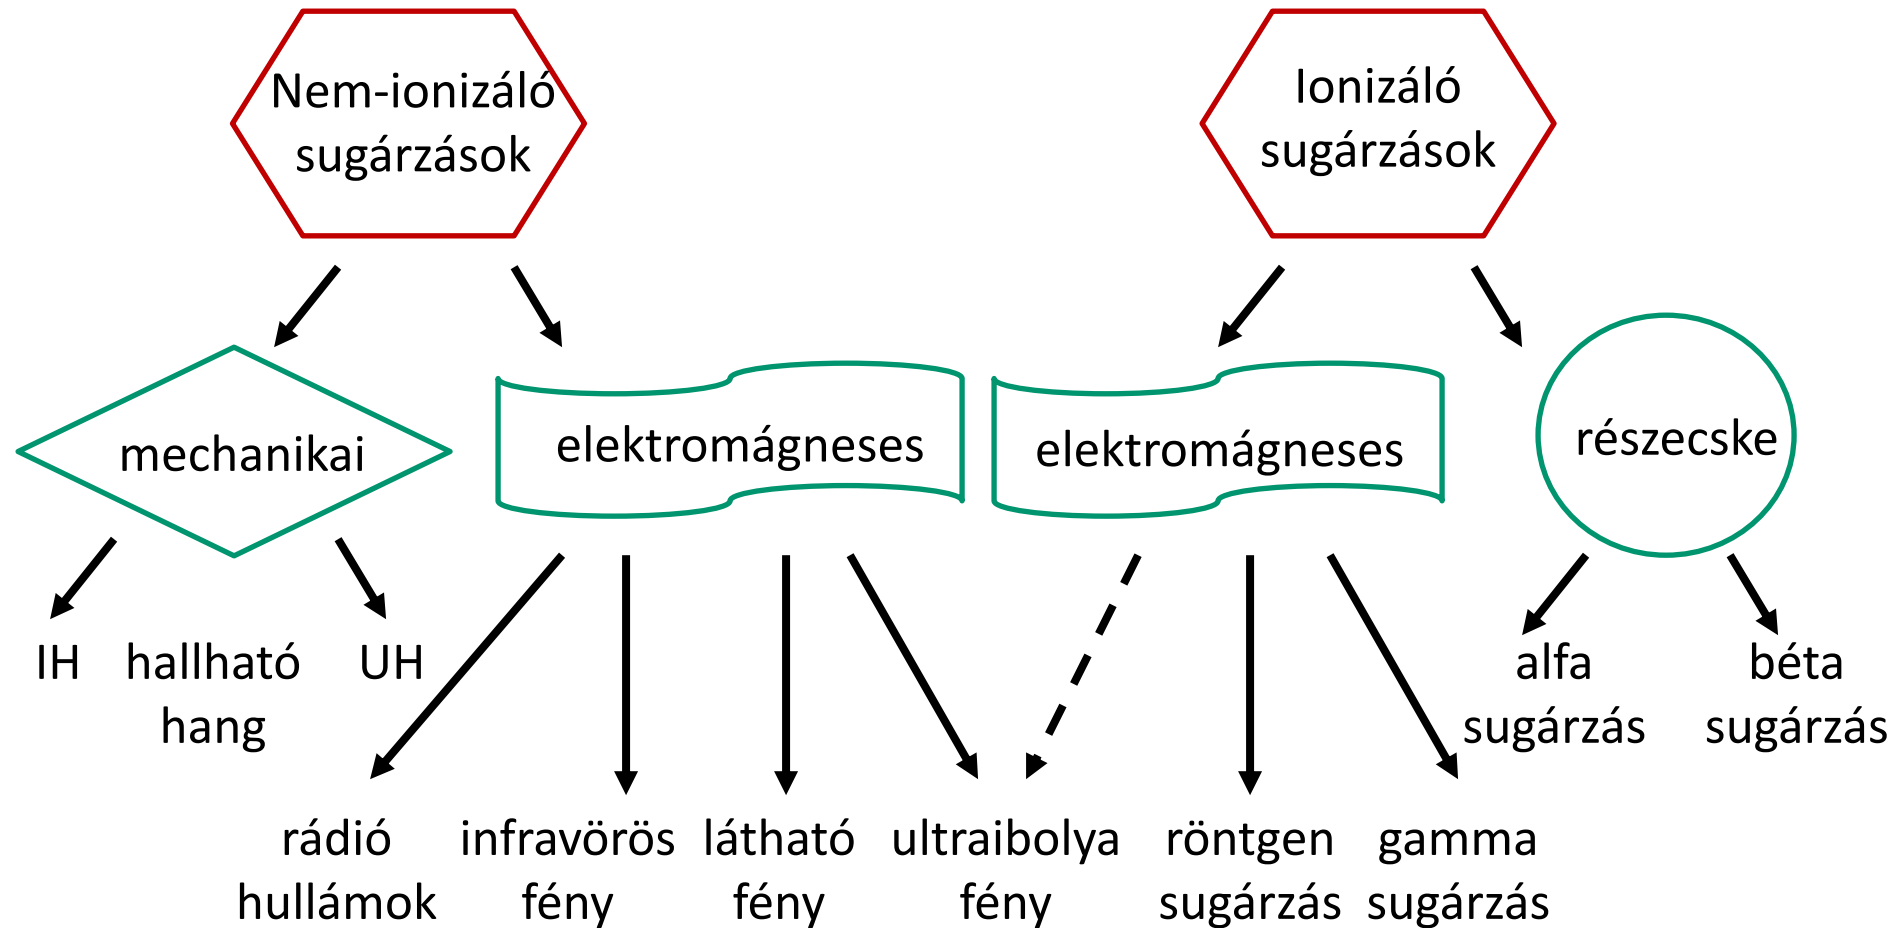 Nem-ionizáló
sugárzások
Ionizáló
sugárzások
mechanikai
elektromágneses
elektromágneses
részecske
IH
hallható
hang
UH
alfa
sugárzás
béta
sugárzás
rádió
hullámok
infravörös
fény
látható
fény
ultraibolya
fény
röntgen
sugárzás
gamma
sugárzás